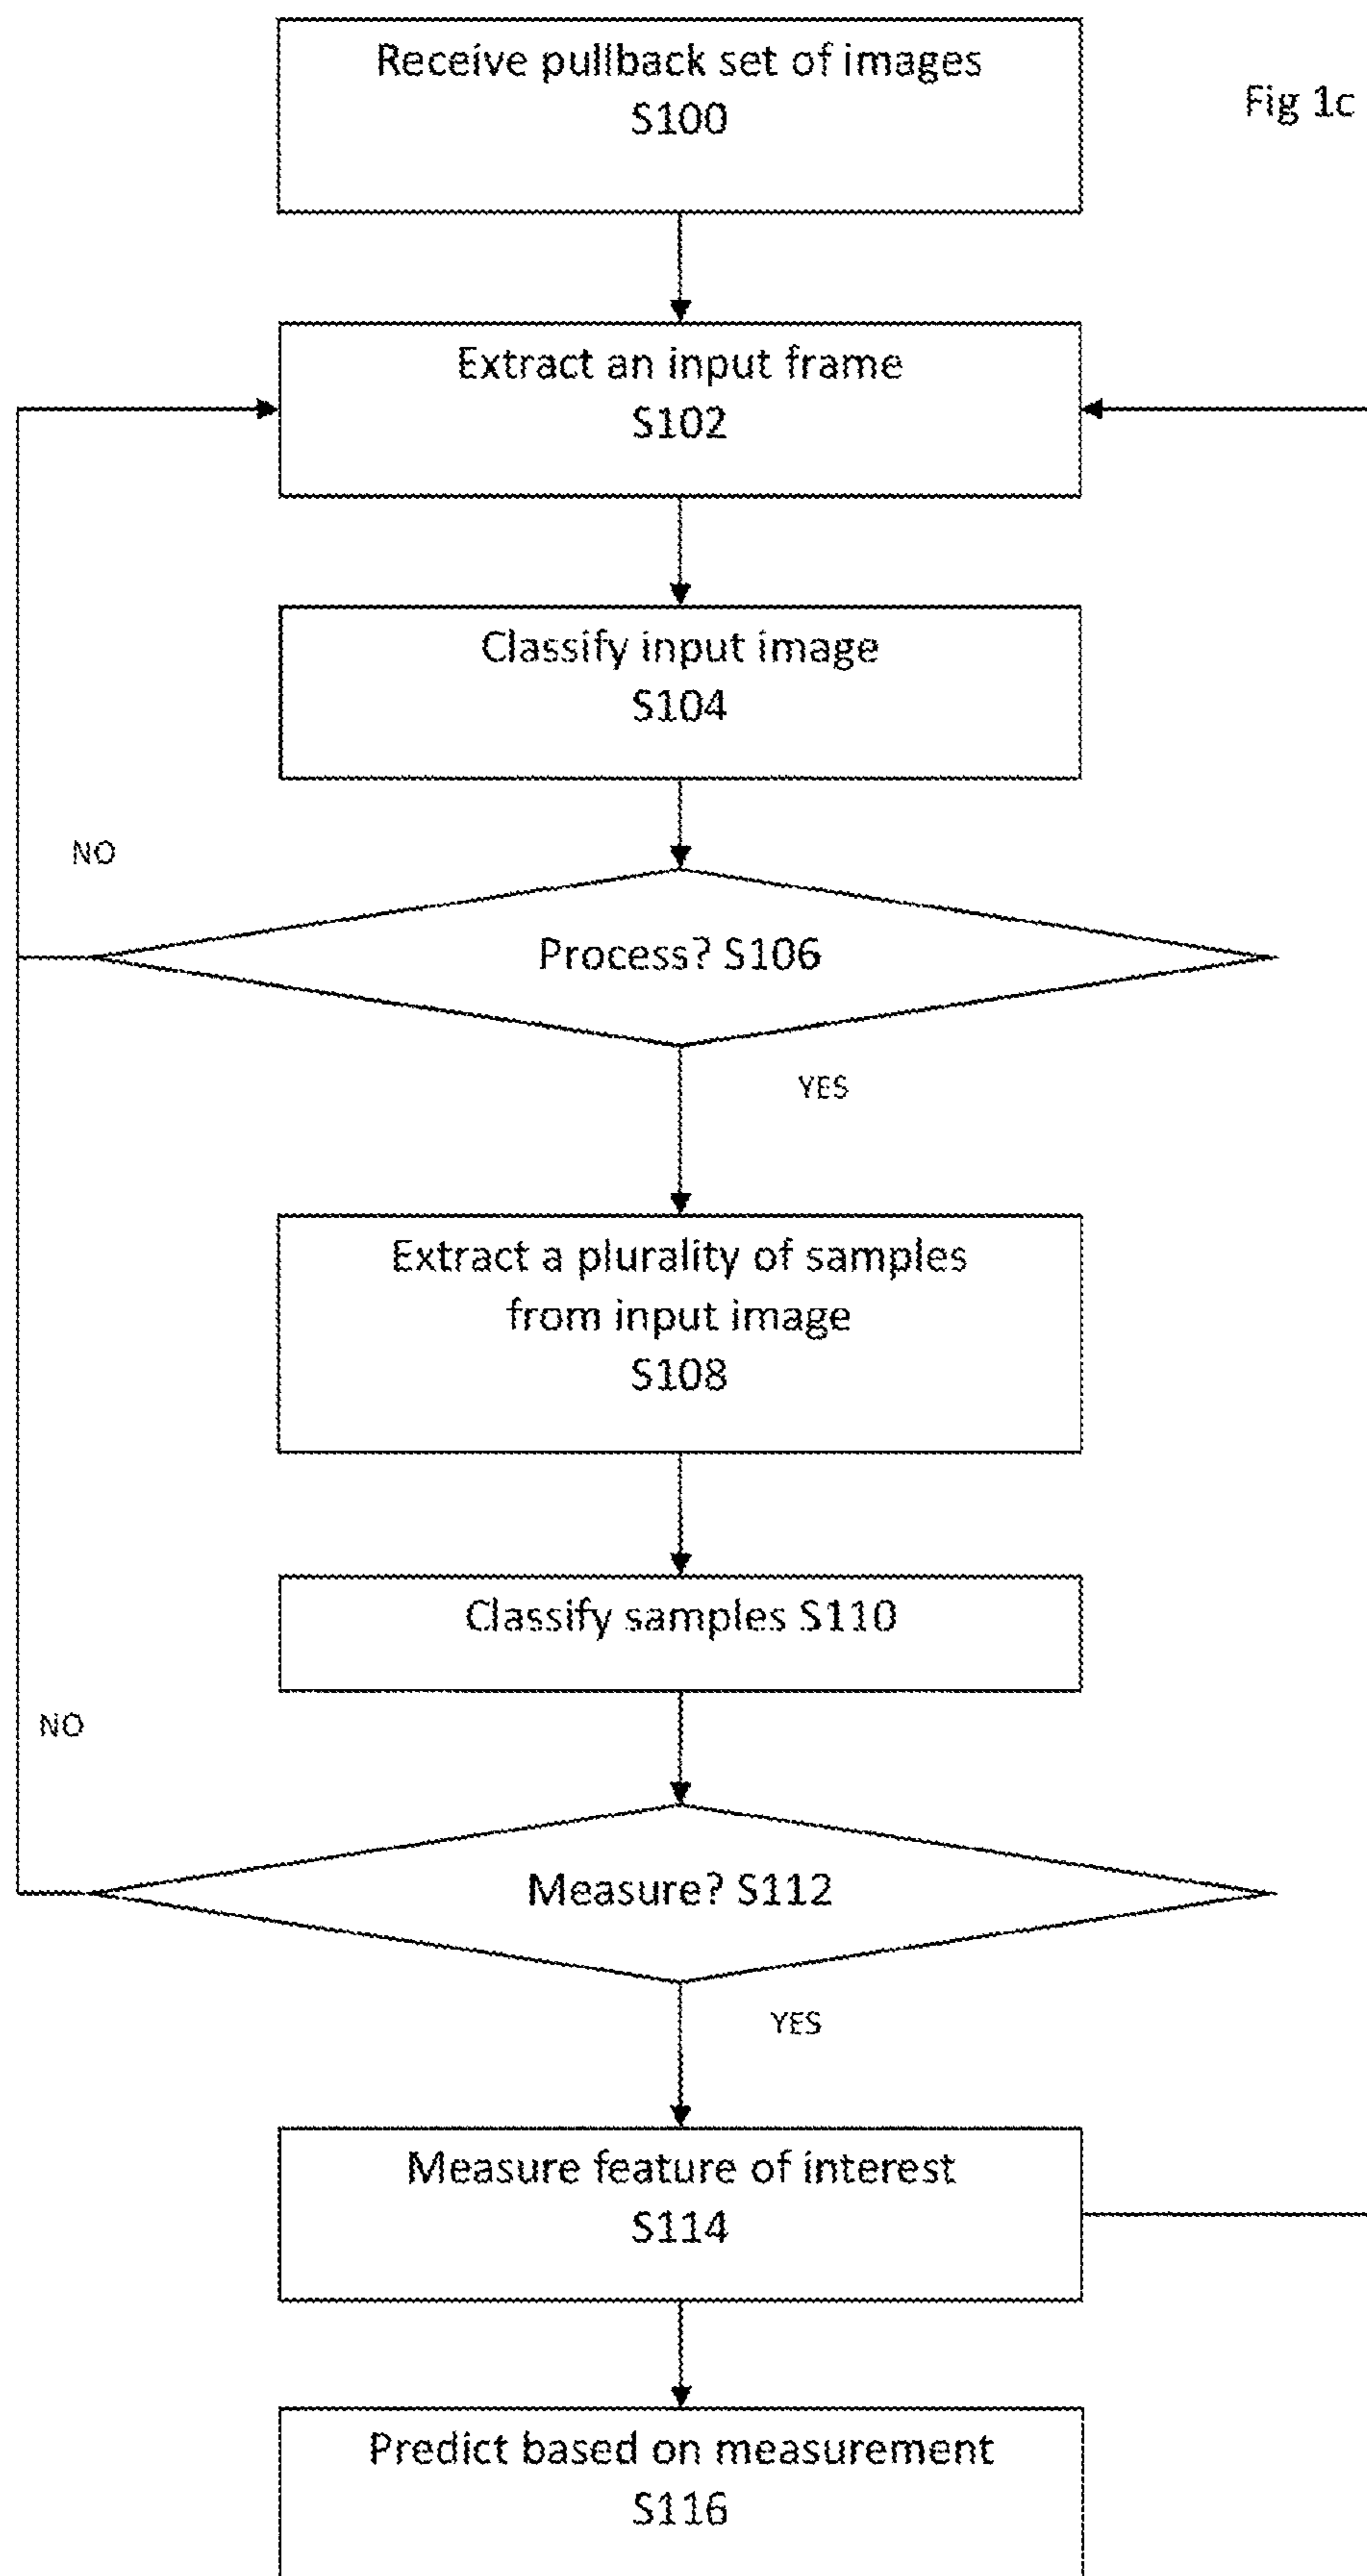 Receive pullback set of images
S100
Fig 1c
Extract an input frame
S102
Classify input image
S104
NO
Process? S106
YES
Extract a plurality of samples
from input image
S108
Classify samples S110
NO
Measure? S112
YES
Measure feature of interest
S114
Predict based on measurement
S116